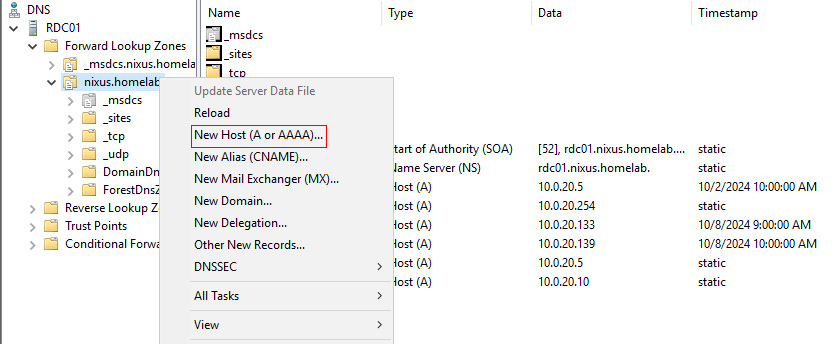 DNS
RDC01
Forward Lookup Zones
_msdcs.nixus.homela
nixus.homelab
_msdcs
_sites
_tcp
_udp
DomainDn
ForestDnsZ
Reverse Lookup Zo
Trust Points
Conditional Forwa
Update Server Data File
Reload
New Host (A or AAAA)...
New Alias (CNAME)...
New Mail Exchanger (MX)...
New Domain...
New Delegation...
Other New Records...
DNSSEC
All Tasks
View
Name Type Data Timestamp
_msdcs
_sites
_tcp
Start of Authority (SOA) [52], rdc01.nixus.homelab.... static
Name Server (NS) rdc01.nixus.homelab. static
Host (A) 10.0.20.5 10/2/2024 10:00:00 AM
Host (A) 10.0.20.254 static
Host (A) 10.0.20.133 10/8/2024 9:00:00 AM
Host (A) 10.0.20.139 10/8/2024 10:00:00 AM
Host (A) 10.0.20.5 static
Host (A) 10.0.20.10 static